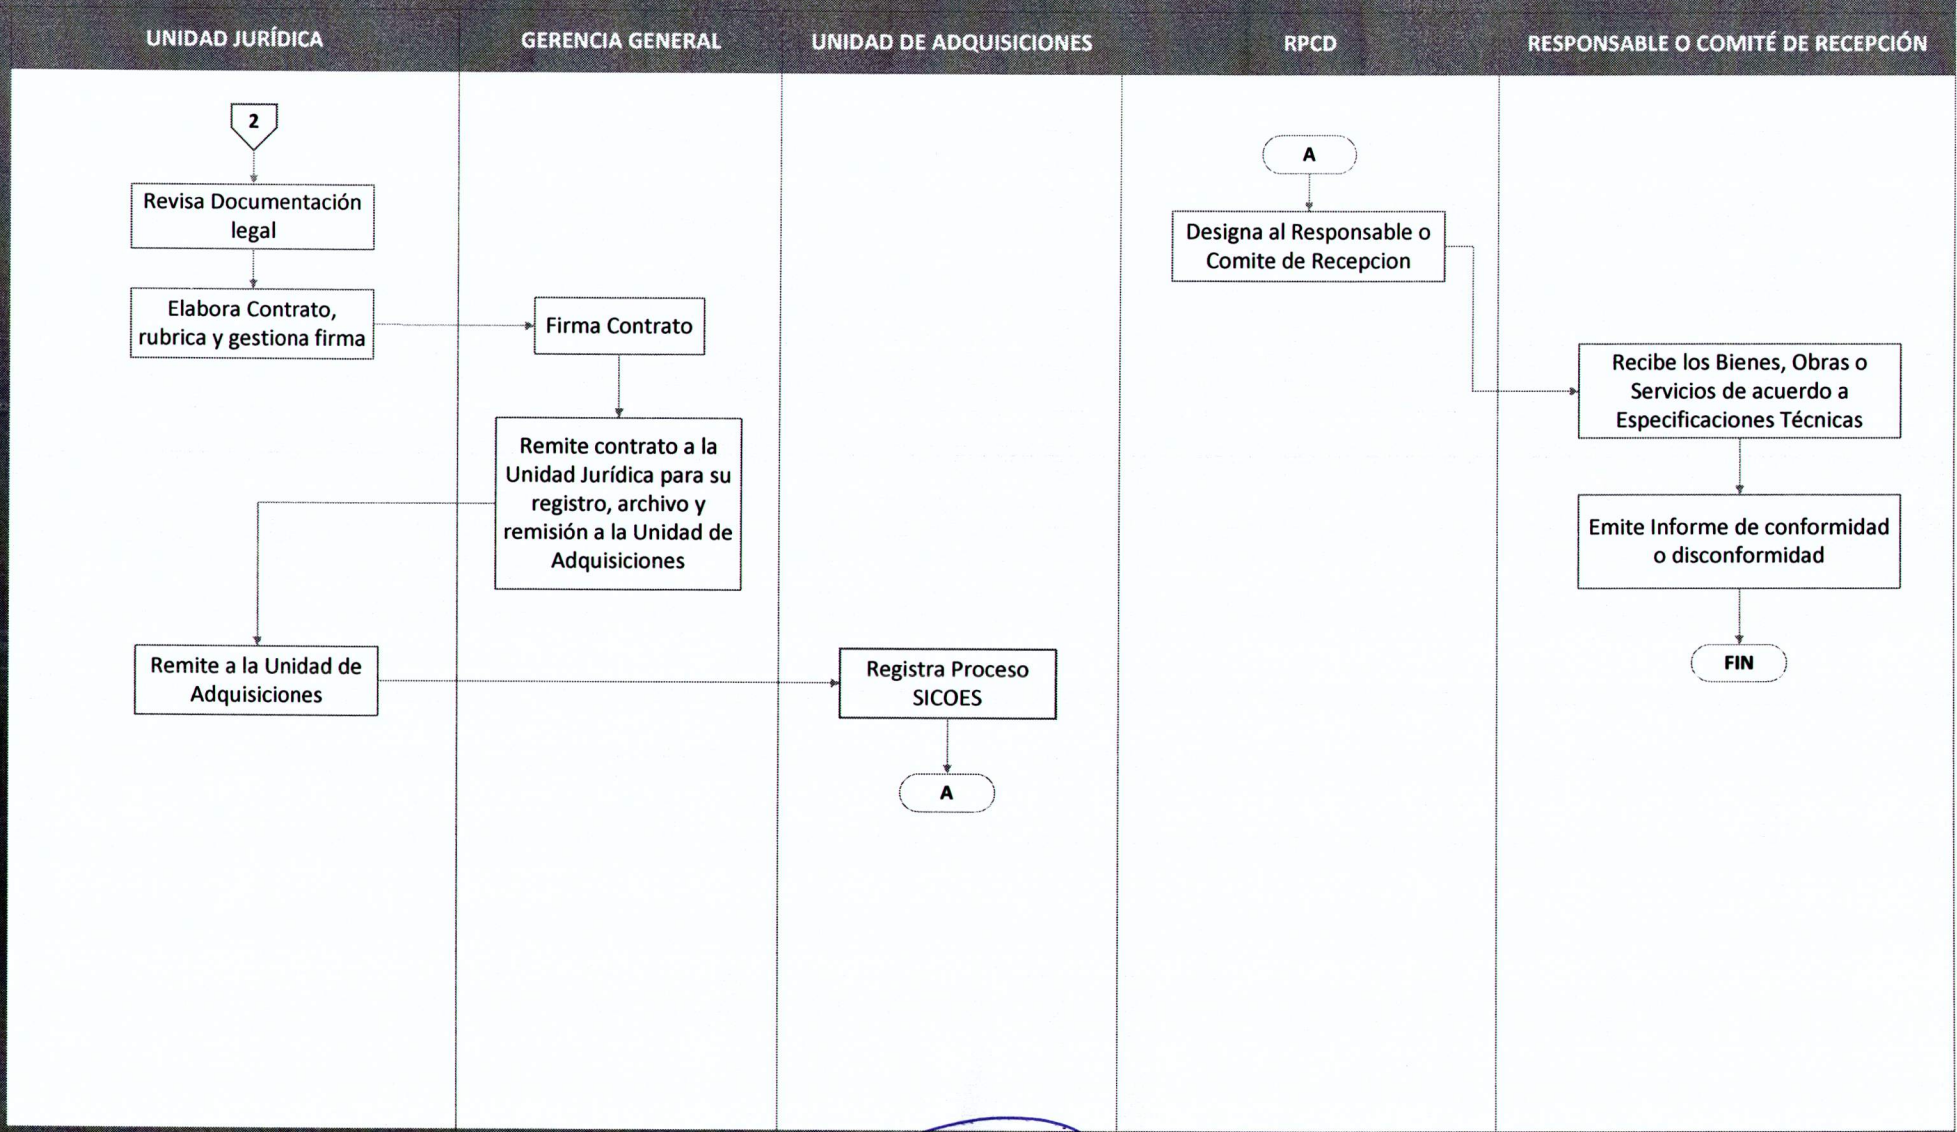 UNIDAD JURÍDICA
GERENCIA GENERAL
UNIDAD DE ADQUISICIONES
RPCD
RESPONSABLE O COMITÉ DE RECEPCIÓN
2
Revisa Documentación
legal
Elabora Contrato,
rubrica y gestiona firma
Firma Contrato
Remite contrato a la
Unidad Jurídica para su
registro, archivo y
remisión a la Unidad de
Adquisiciones
Remite a la Unidad de
Adquisiciones
Registra Proceso
SICOES
A
A
Designa al Responsable o
Comite de Recepcion
Recibe los Bienes, Obras o
Servicios de acuerdo a
Especificaciones Técnicas
Emite Informe de conformidad
o disconformidad
FIN